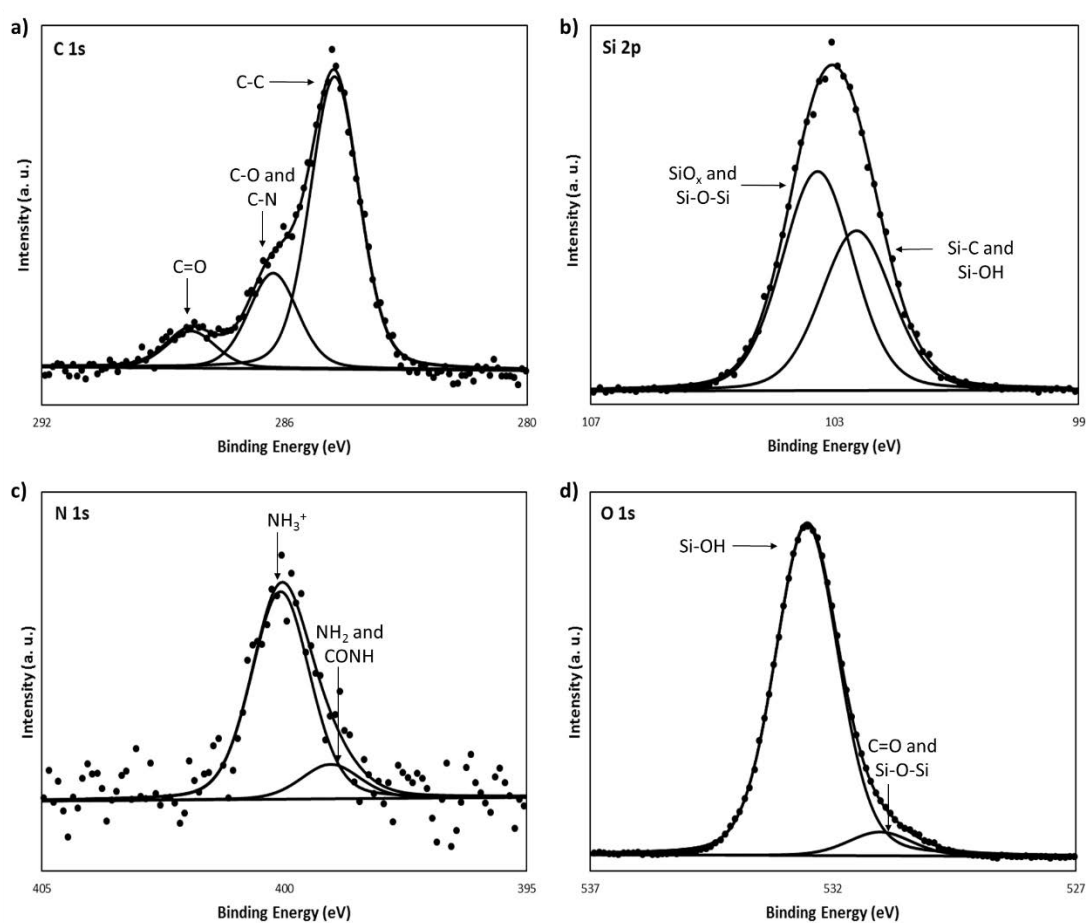 a)
C 1s
C-C
C-O and
C-N
C=O
Intensity (a. u.)
292
286
280
Binding Energy (eV)
b)
Si 2p
SiOₓ and
Si-O-Si
Si-C and
Si-OH
Intensity (a. u.)
107
103
99
Binding Energy (eV)
c)
N 1s
NH₃⁺
NH₂ and
CONH
Intensity (a. u.)
405
400
395
Binding Energy (eV)
d)
O 1s
Si-OH
C=O and
Si-O-Si
Intensity (a. u.)
537
532
527
Binding Energy (eV)